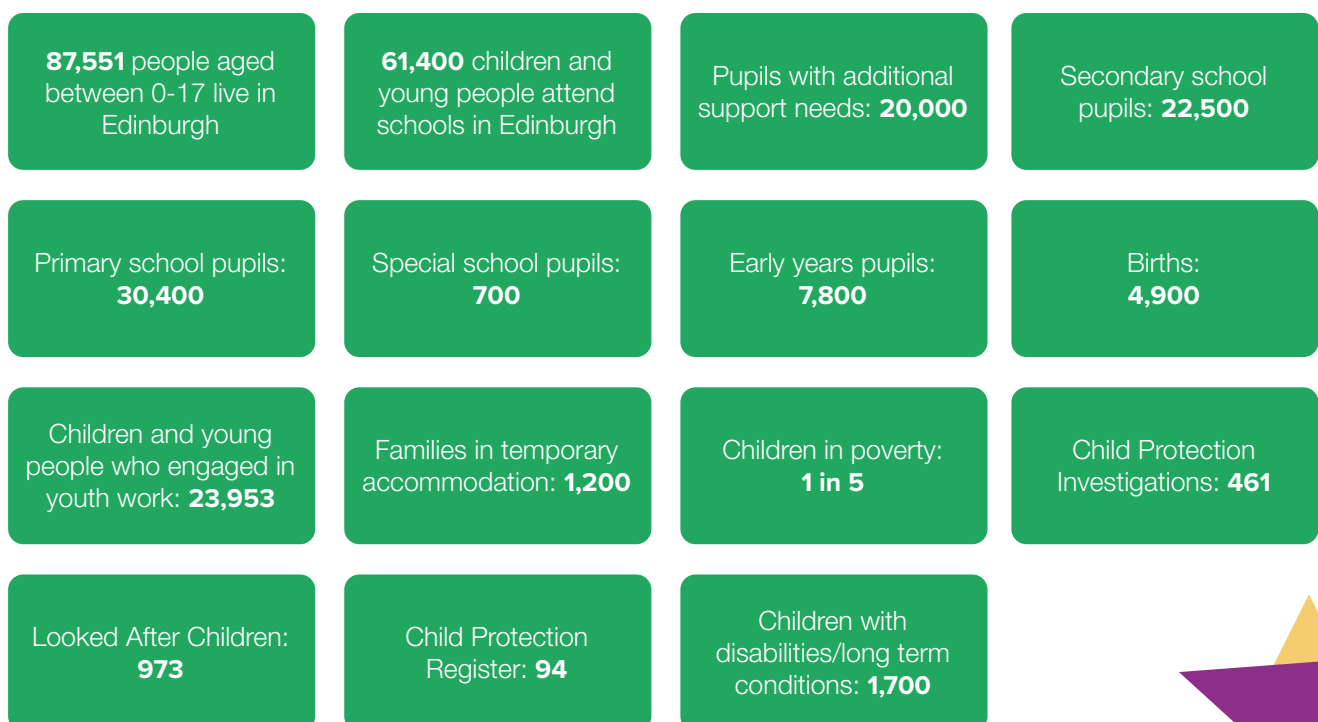 87,551 people aged
between 0-17 live in
Edinburgh
61,400 children and
young people attend
schools in Edinburgh
Pupils with additional
support needs: 20,000
Secondary school
pupils: 22,500
Primary school pupils:
30,400
Special school pupils:
700
Early years pupils:
7,800
Births:
4,900
Children and young
people who engaged in
youth work: 23,953
Families in temporary
accommodation: 1,200
Children in poverty:
1 in 5
Child Protection
Investigations: 461
Looked After Children:
973
Child Protection
Register: 94
Children with
disabilities/long term
conditions: 1,700